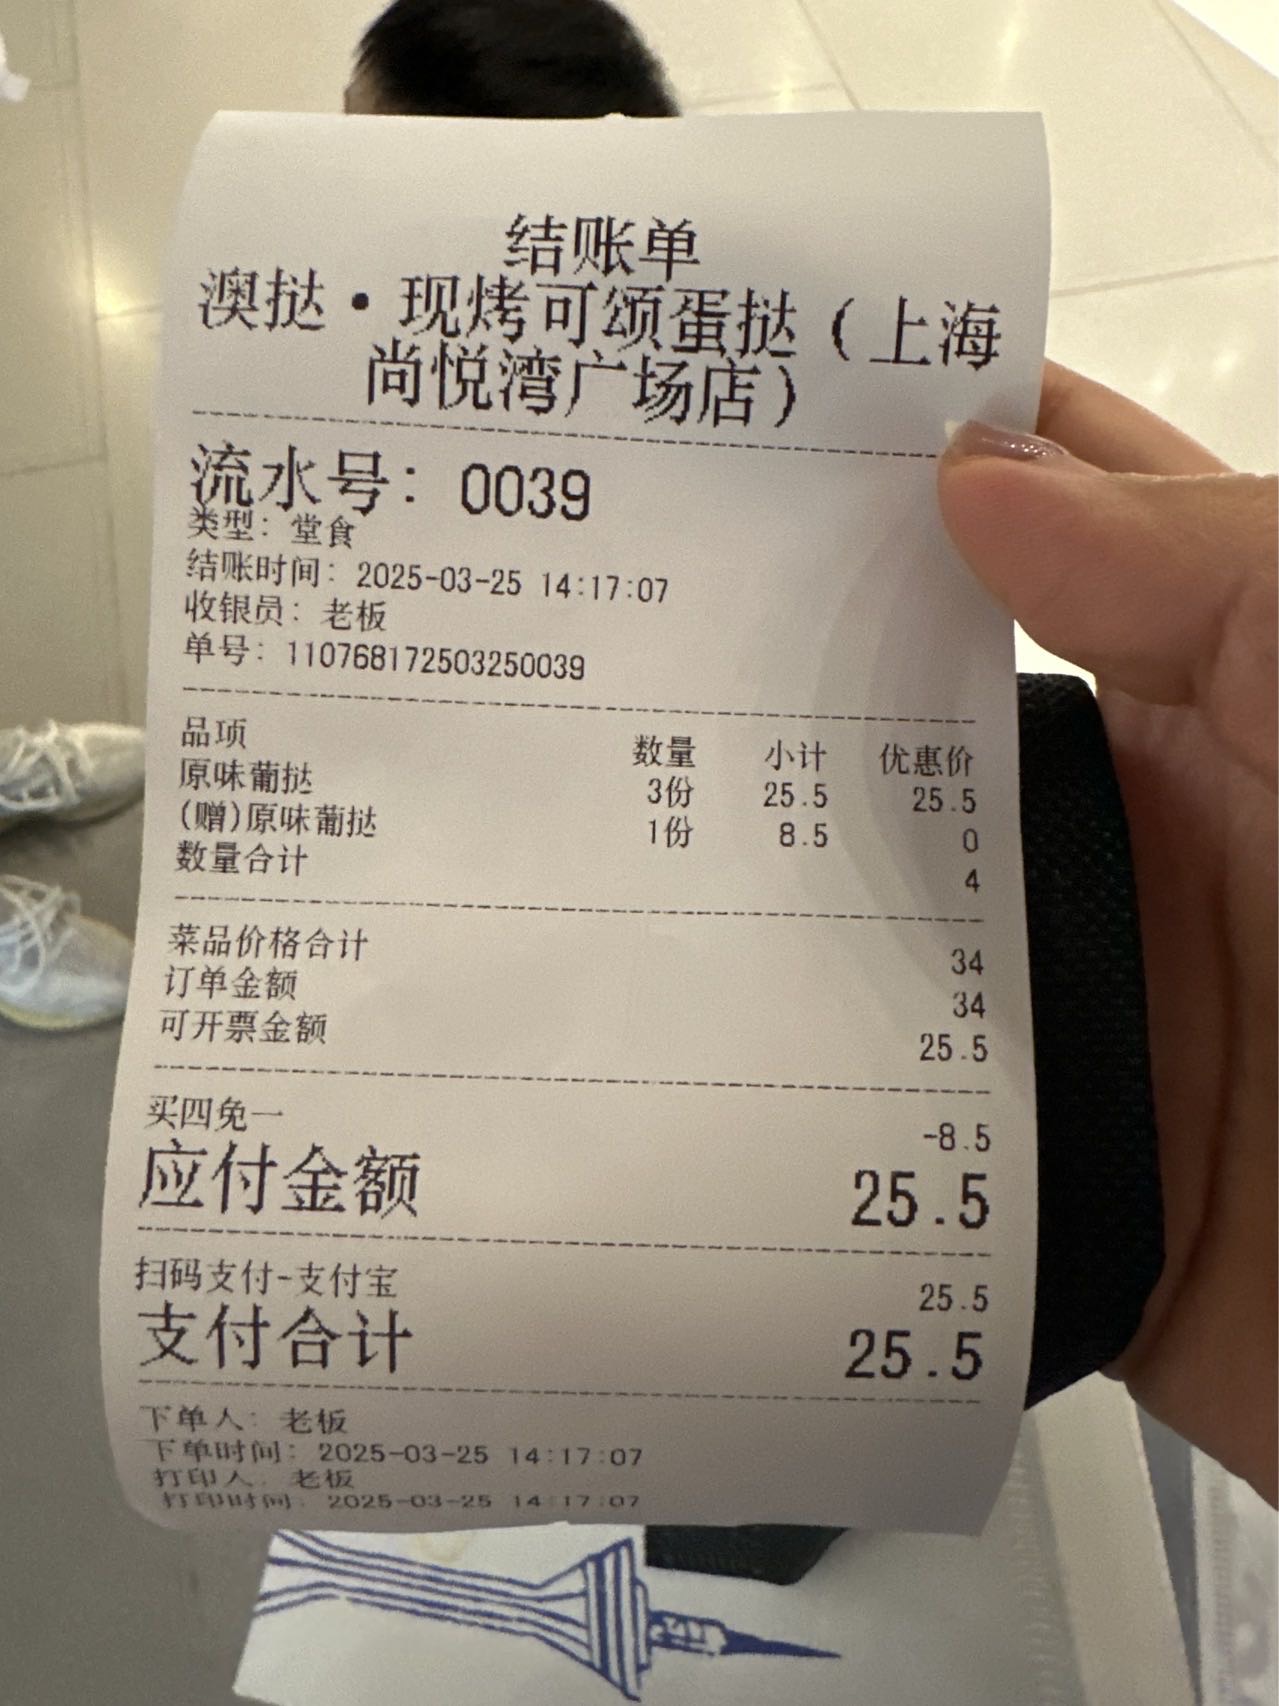 结账单
澳挞·现烤可颂蛋挞(上海
尚悦湾广场店)
流水号: 0039
类型: 堂食
结账时间: 2025-03-25 14:17:07
收银员: 老板
单号: 110768172503250039
品项 数量 小计 优惠价
原味葡挞 3份 25.5 25.5
(赠)原味葡挞 1份 8.5 0
数量合计 4
菜品价格合计 34
订单金额 34
可开票金额 25.5
买四免一 -8.5
应付金额 25.5
扫码支付-支付宝 25.5
支付合计 25.5
下单人: 老板
下单时间: 2025-03-25 14:17:07
打印人: 老板
打印时间: 2025-03-25 14:17:07